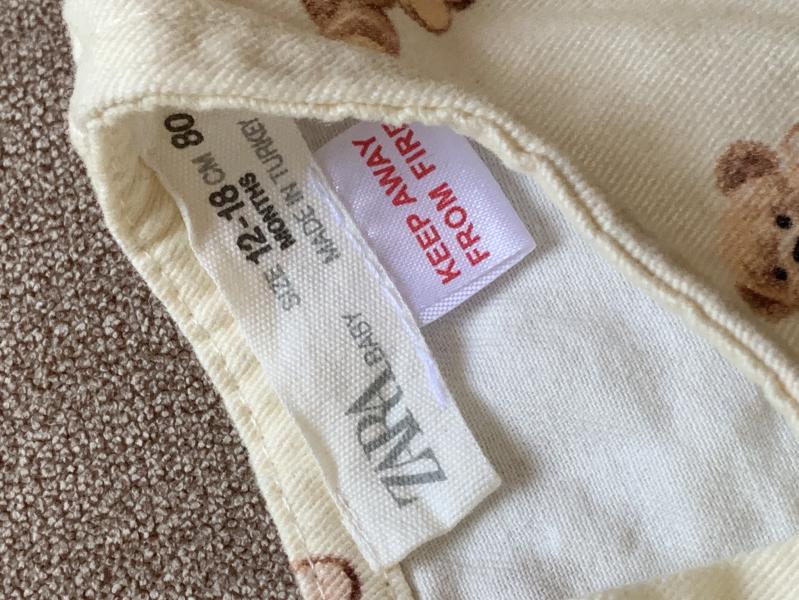 ZARA BABY
SIZE 12-18 CM 80
MONTHS
MADE IN TURKEY
KEEP AWAY
FROM FIRE